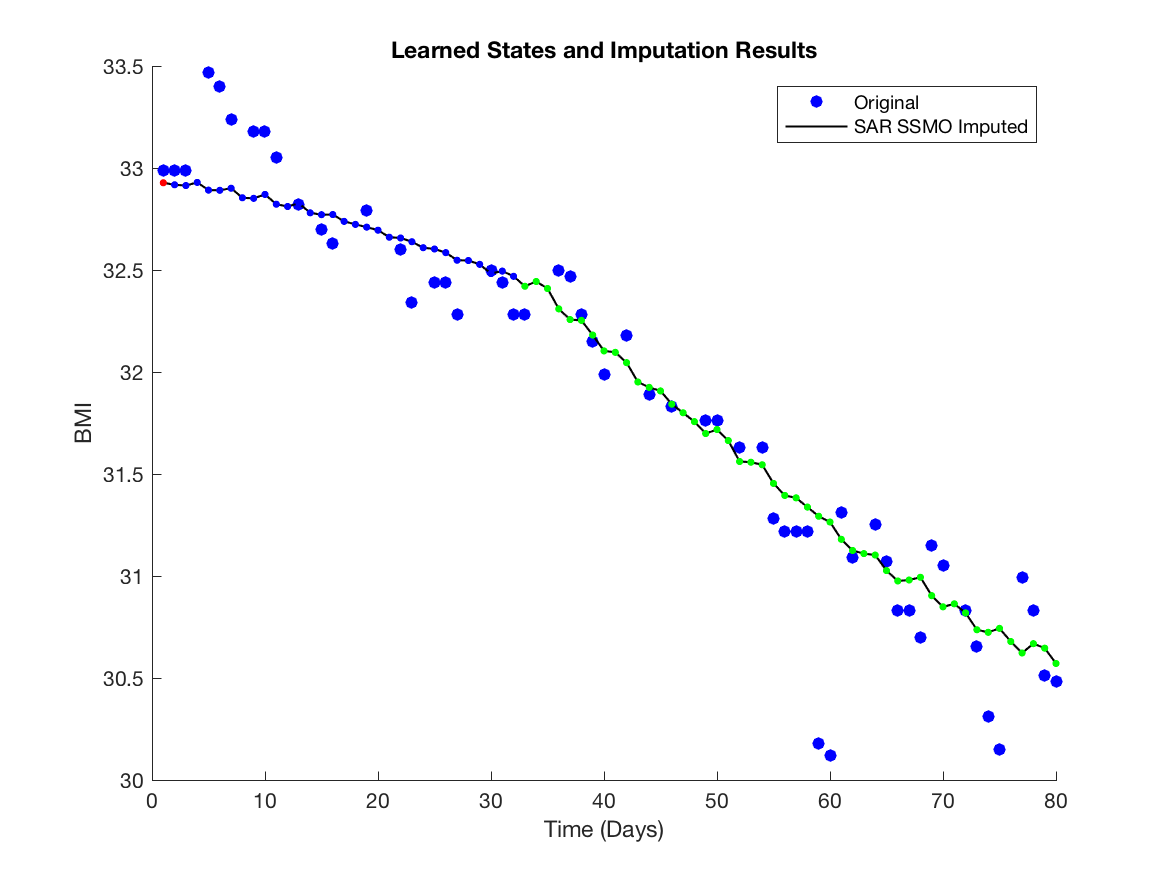 Learned States and Imputation Results
Original
SAR SSMO Imputed
BMI
33.5
33
32.5
32
31.5
31
30.5
30
0 10 20 30 40 50 60 70 80
Time (Days)